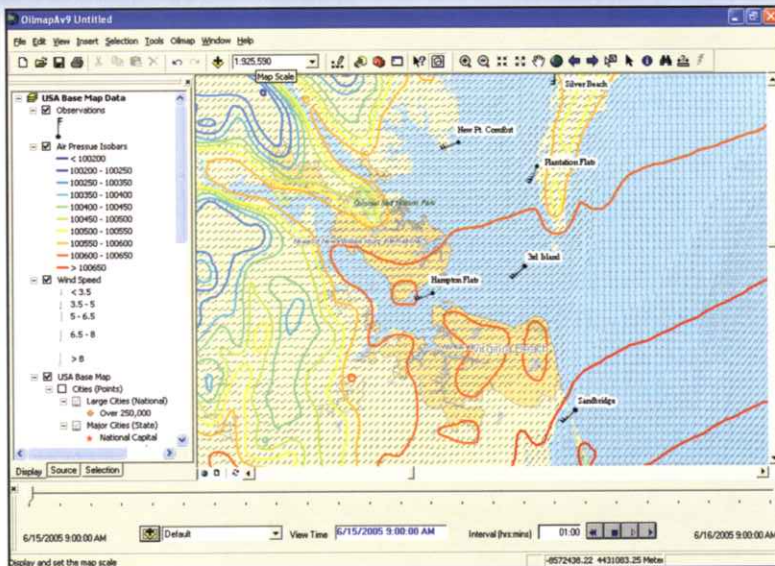 OilmapAv9 Untitled
File Edit View Insert Selection Tools Oilmap Window Help
1:925,590
Map Scale
USA Base Map Data
Observations
Air Pressue Isobars
< 100200
100200 - 100250
100250 - 100350
100350 - 100400
100400 - 100450
100450 - 100500
100500 - 100550
100550 - 100600
100600 - 100650
> 100650
Wind Speed
< 3.5
3.5 - 5
5 - 6.5
6.5 - 8
> 8
USA Base Map
Cities (Points)
Large Cities (National)
Over 250,000
Major Cities (State)
National Capital
Display Source Selection
Silver Beach
New Pt. Comfort
Plantation Flats
3rd Island
Hampton Flats
Virginia Beach
Sandbridge
6/15/2005 9:00:00 AM
Default
View Time
6/15/2005 9:00:00 AM
Interval (hrs:mins)
01:00
6/16/2005 9:00:00 AM
Display and set the map scale
-8572438.22 4431083.25 Meter